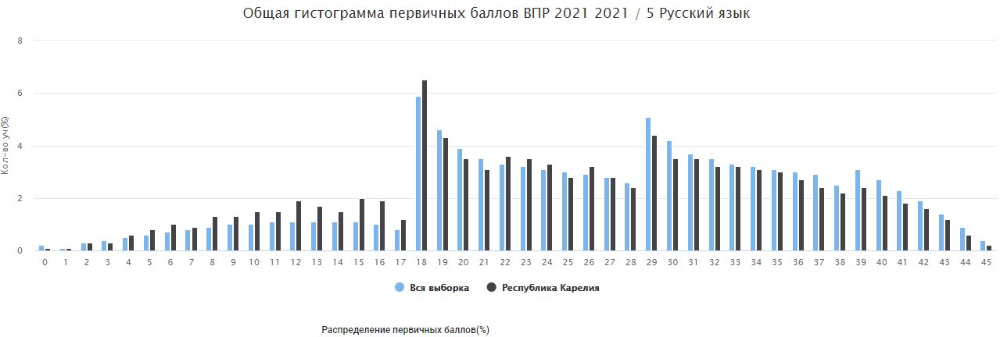 Общая гистограмма первичных баллов ВПР 2021 2021 / 5 Русский язык
Кол-во уч(%)
8
6
4
2
0
0 1 2 3 4 5 6 7 8 9 10 11 12 13 14 15 16 17 18 19 20 21 22 23 24 25 26 27 28 29 30 31 32 33 34 35 36 37 38 39 40 41 42 43 44 45
Вся выборка Республика Карелия
Распределение первичных баллов(%)